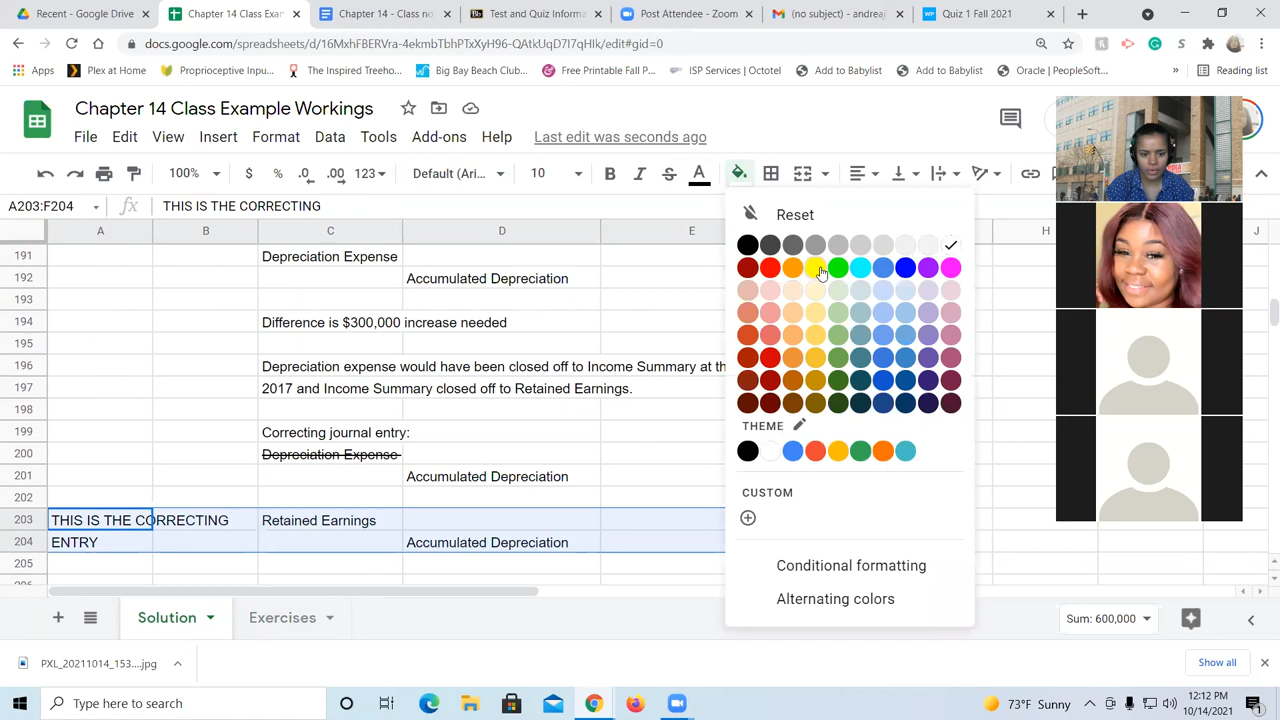 My Drive - Google Drive
Chapter 14 Class Exam
Chapter 14 - Class no
Test and Quiz Informa
Post Attendee - Zoom
(no subject) - andreaj
Quiz 1 Fall 2021
docs.google.com/spreadsheets/d/16MxhFBERVra-4ekmbTbTPTxXyH96-QAtkUqD7I7qHIk/edit#gid=0
Apps
Plex at Home
Proprioceptive Inpu...
The Inspired Treeho...
Big Bay Beach Club...
Free Printable Fall P...
ISP Services | Octotel
Add to Babylist
Add to Babylist
Oracle | PeopleSoft...
»
Reading list
Chapter 14 Class Example Workings
File Edit View Insert Format Data Tools Add-ons Help Last edit was seconds ago
100% $ % .0 .00 123 Default (Ari... 10 B I S A
A203:F204 fx THIS IS THE CORRECTING
A B C D E H J
191 Depreciation Expense
192 Accumulated Depreciation
193
194 Difference is $300,000 increase needed
195
196 Depreciation expense would have been closed off to Income Summary at th
197 2017 and Income Summary closed off to Retained Earnings.
198
199 Correcting journal entry:
200 Depreciation Expense
201 Accumulated Depreciation
202
203 THIS IS THE CORRECTING Retained Earnings
204 ENTRY Accumulated Depreciation
205
Reset
THEME
CUSTOM
Conditional formatting
Alternating colors
Solution
Exercises
Sum: 600,000
PXL_20211014_153....jpg
Show all
Type here to search
73°F Sunny
12:12 PM
10/14/2021